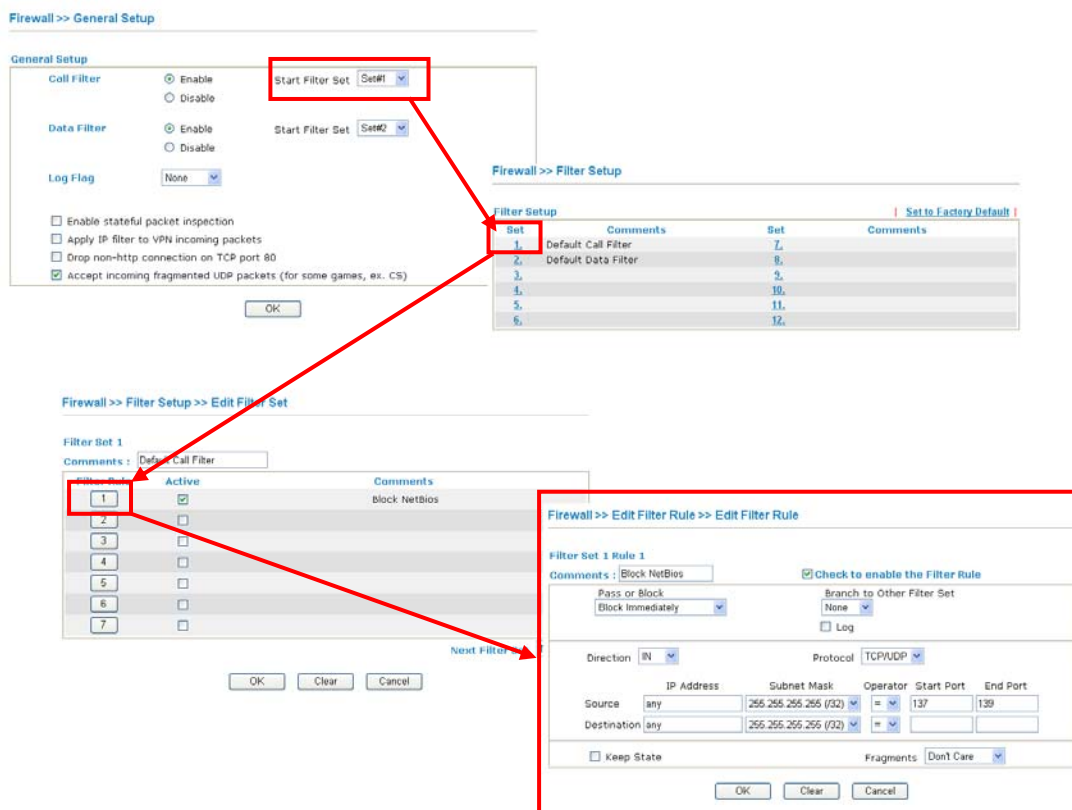 Firewall >> General Setup
General Setup
Call Filter Enable Start Filter Set Set#1
Disable
Data Filter Enable Start Filter Set Set#2
Disable
Log Flag None
Enable stateful packet inspection
Apply IP filter to VPN incoming packets
Drop non-http connection on TCP port 80
Accept incoming fragmented UDP packets (for some games, ex. CS)
OK
Firewall >> Filter Setup
Filter Setup | Set to Factory Default |
Set Comments Set Comments
1. Default Call Filter 7.
2. Default Data Filter 8.
3. 9.
4. 10.
5. 11.
6. 12.
Firewall >> Filter Setup >> Edit Filter Set
Filter Set 1
Comments : Default Call Filter
Filter Rule Active Comments
1 Block NetBios
2
3
4
5
6
7
Next Filter
OK Clear Cancel
Firewall >> Edit Filter Rule >> Edit Filter Rule
Filter Set 1 Rule 1
Comments : Block NetBios Check to enable the Filter Rule
Pass or Block Branch to Other Filter Set
Block Immediately None
Log
Direction IN Protocol TCP/UDP
IP Address Subnet Mask Operator Start Port End Port
Source any 255.255.255.255 (/32) = 137 139
Destination any 255.255.255.255 (/32) =
Keep State Fragments Don't Care
OK Clear Cancel